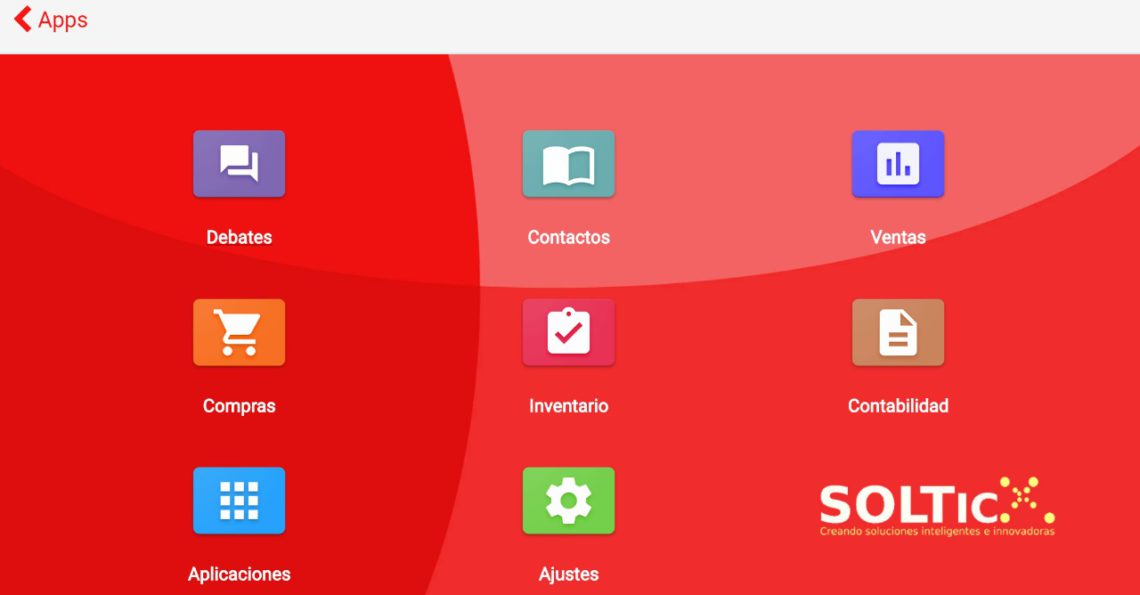 Apps
Debates
Contactos
Ventas
Compras
Inventario
Contabilidad
Aplicaciones
Ajustes
SOLTIC
Creando soluciones inteligentes e innovadoras